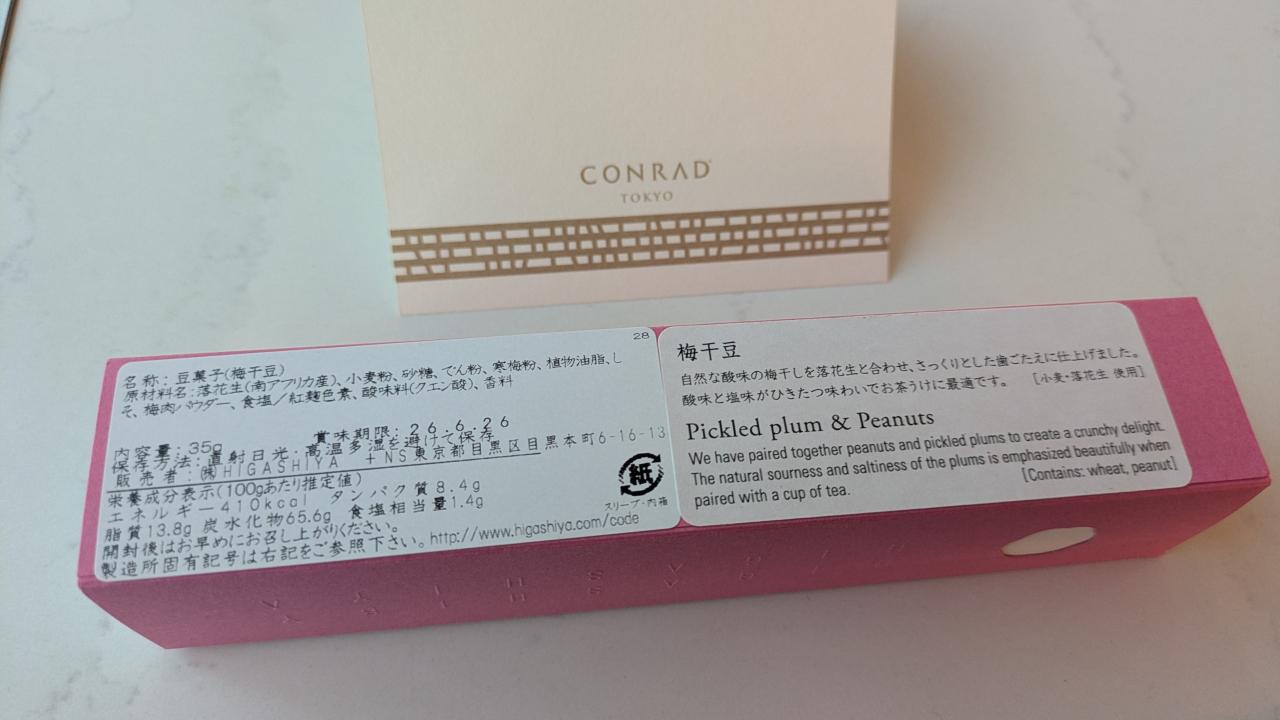 CONRAD
TOKYO
28
名称:豆菓子(梅干豆)
原材料名:落花生(南アフリカ産)、小麦粉、砂糖、でん粉、寒梅粉、植物油脂、し
そ、梅肉パウダー、食塩/紅麹色素、酸味料(クエン酸)、香料
賞味期限:26.6.26
内容量:35g
保存方法:直射日光・高温多湿を避けて保存
販売者:㈱HIGASHIYA +NS東京都目黒区目黒本町6-16-13
栄養成分表示(100gあたり推定値)
エネルギー410kcal タンパク質8.4g
脂質13.8g 炭水化物65.6g 食塩相当量1.4g
開封後はお早めにお召し上がりください。
製造所固有記号は右記をご参照下さい。http://www.higashiya.com/code
紙
スリーブ・内箱
梅干豆
自然な酸味の梅干しを落花生と合わせ、さっくりとした歯ごたえに仕上げました。
酸味と塩味がひきたつ味わいでお茶うけに最適です。 [小麦・落花生 使用]
Pickled plum & Peanuts
We have paired together peanuts and pickled plums to create a crunchy delight.
The natural sourness and saltiness of the plums is emphasized beautifully when
paired with a cup of tea. [Contains: wheat, peanut]